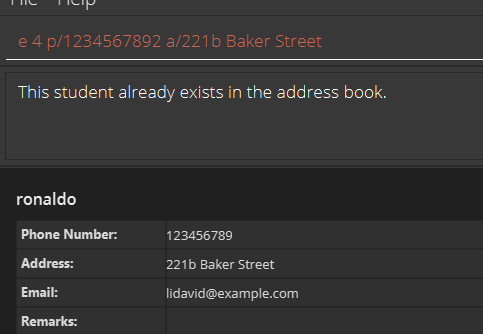 File Help
e 4 p/1234567892 a/221b Baker Street
This student already exists in the address book.
ronaldo
Phone Number: 123456789
Address: 221b Baker Street
Email: lidavid@example.com
Remarks: